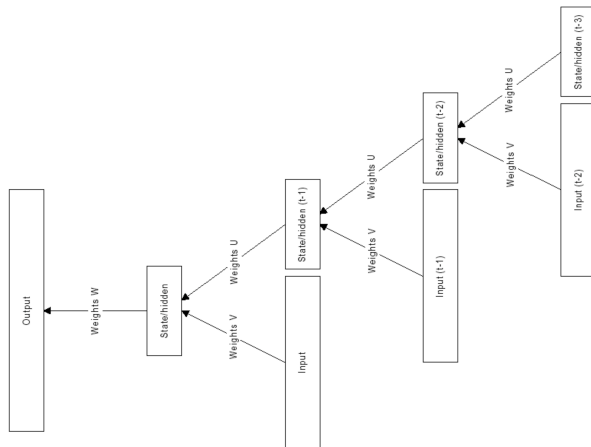 Output
Weights W
State/hidden
Weights V
Weights U
Input
State/hidden (t-1)
Weights V
Weights U
Input (t-1)
State/hidden (t-2)
Weights V
Weights U
Input (t-2)
State/hidden (t-3)